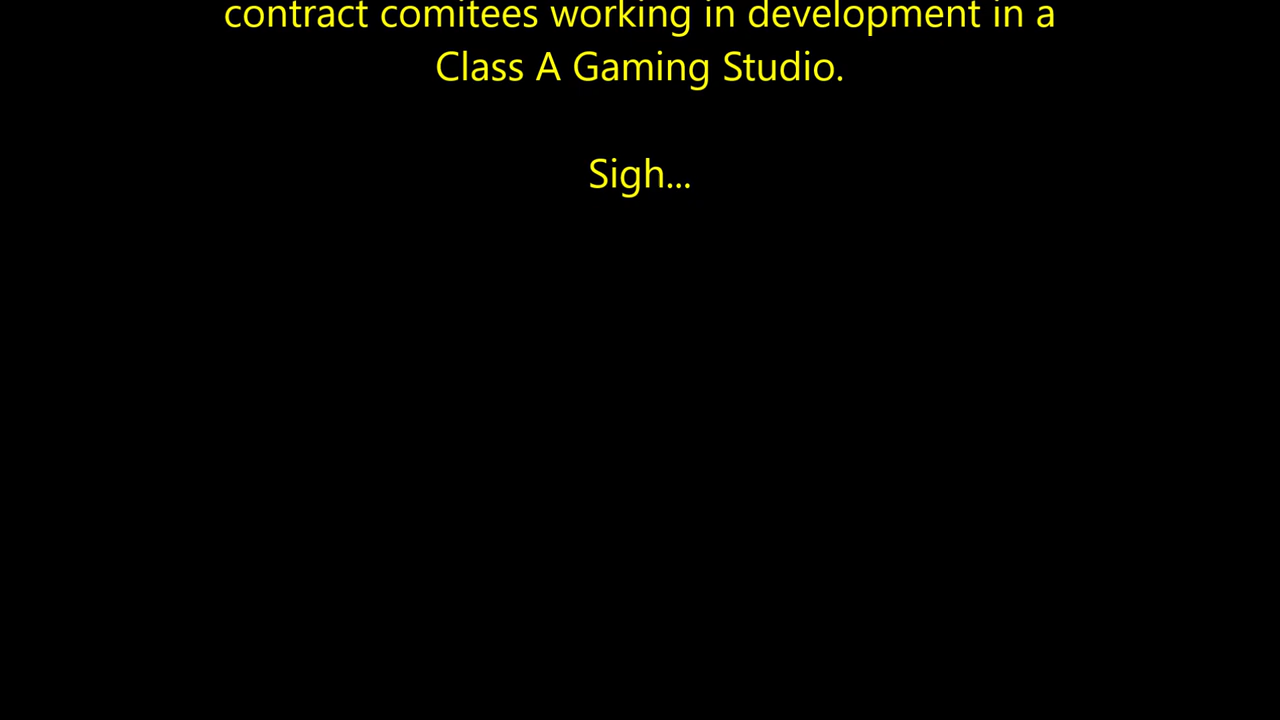 contract comitees working in development in a
Class A Gaming Studio.
Sigh...